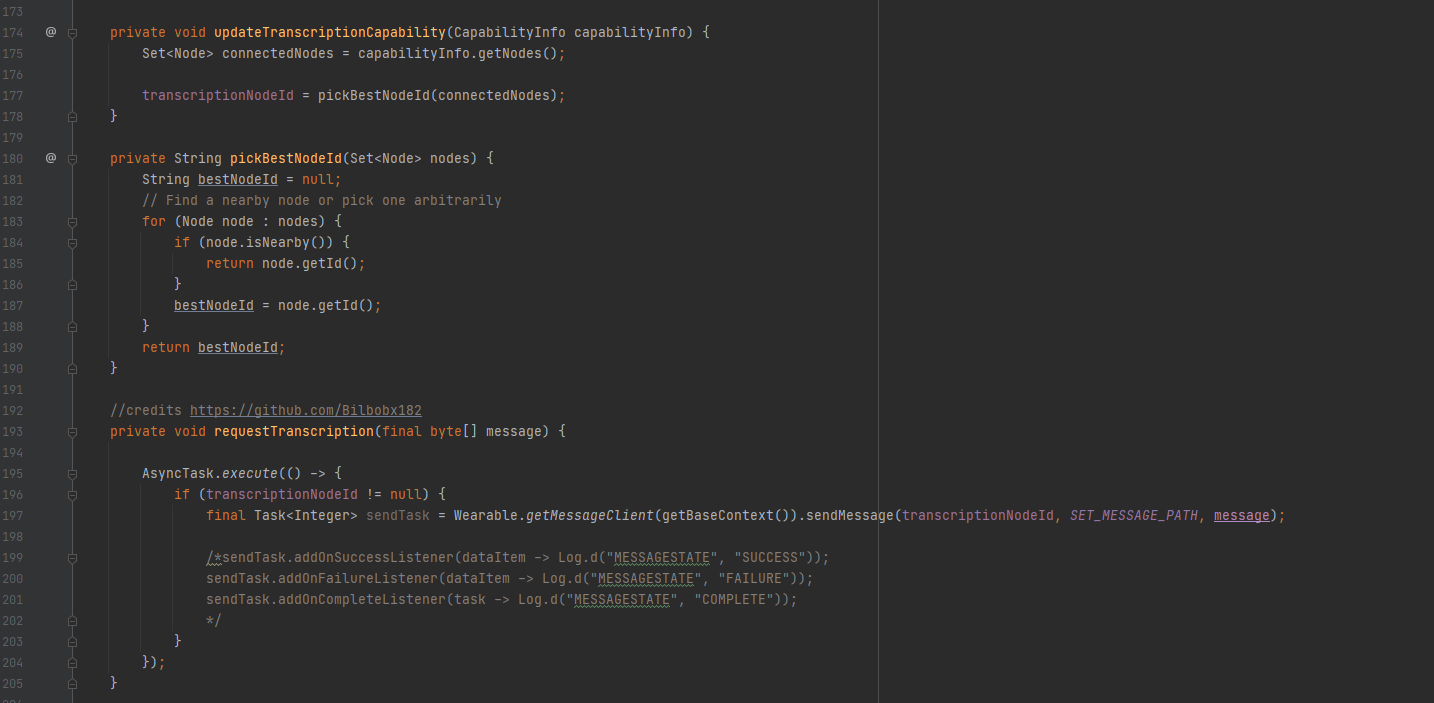 173
174 @ private void updateTranscriptionCapability(CapabilityInfo capabilityInfo) {
175 Set<Node> connectedNodes = capabilityInfo.getNodes();
176
177 transcriptionNodeId = pickBestNodeId(connectedNodes);
178 }
179
180 @ private String pickBestNodeId(Set<Node> nodes) {
181 String bestNodeId = null;
182 // Find a nearby node or pick one arbitrarily
183 for (Node node : nodes) {
184 if (node.isNearby()) {
185 return node.getId();
186 }
187 bestNodeId = node.getId();
188 }
189 return bestNodeId;
190 }
191
192 //credits https://github.com/Bilbobx182
193 private void requestTranscription(final byte[] message) {
194
195 AsyncTask.execute(() -> {
196 if (transcriptionNodeId != null) {
197 final Task<Integer> sendTask = Wearable.getMessageClient(getBaseContext()).sendMessage(transcriptionNodeId, SET_MESSAGE_PATH, message);
198
199 /*sendTask.addOnSuccessListener(dataItem -> Log.d("MESSAGESTATE", "SUCCESS"));
200 sendTask.addOnFailureListener(dataItem -> Log.d("MESSAGESTATE", "FAILURE"));
201 sendTask.addOnCompleteListener(task -> Log.d("MESSAGESTATE", "COMPLETE"));
202 */
203 }
204 });
205 }